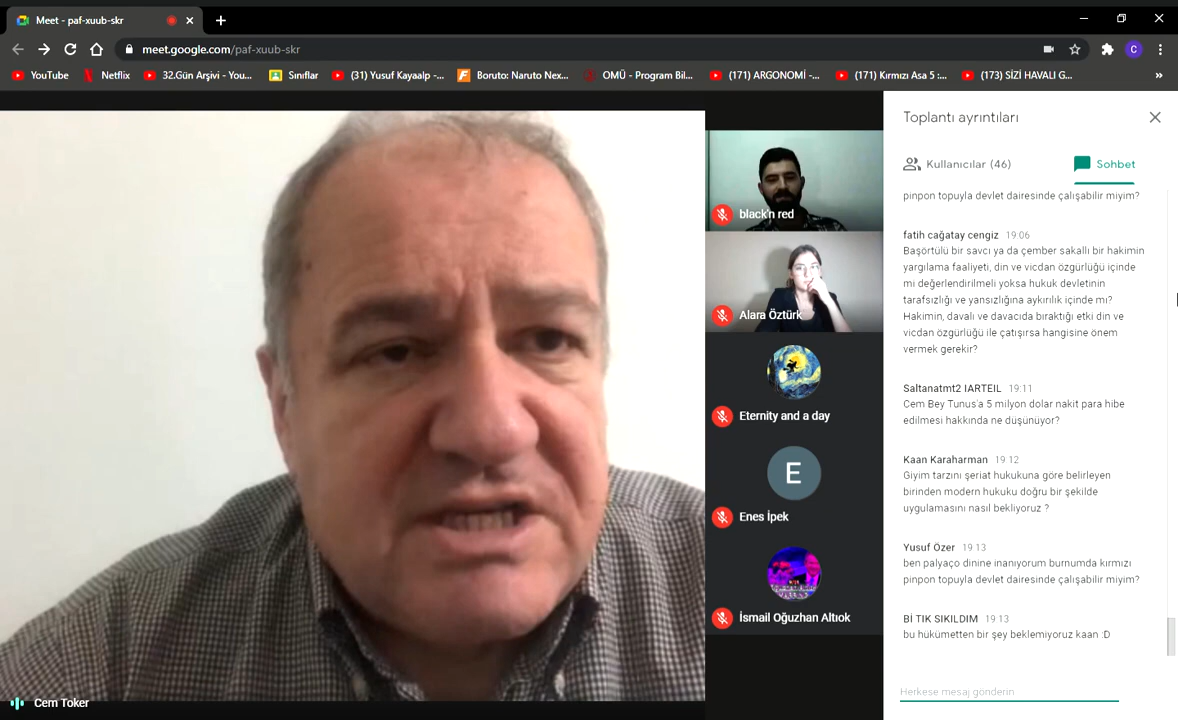 Meet - paf-xuub-skr
meet.google.com/paf-xuub-skr
C
YouTube
Netflix
32.Gün Arşivi - You...
Sınıflar
(31) Yusuf Kayaalp -...
Boruto: Naruto Nex...
OMÜ - Program Bil...
(171) ARGONOMİ -...
(171) Kırmızı Asa 5 :...
(173) SİZİ HAVALI G...
»
Cem Toker
black'n red
Alara Öztürk
Eternity and a day
E
Enes İpek
İsmail Oğuzhan Altıok
Toplantı ayrıntıları
Kullanıcılar (46)
Sohbet
pinpon topuyla devlet dairesinde çalışabilir miyim?
fatih cağatay cengiz 19:06
Başörtülü bir savcı ya da çember sakallı bir hakimin
yargılama faaliyeti, din ve vicdan özgürlüğü içinde
mi değerlendirilmeli yoksa hukuk devletinin
tarafsızlığı ve yansızlığına aykırılık içinde mı?
Hakimin, davalı ve davacıda bıraktığı etki din ve
vicdan özgürlüğü ile çatışırsa hangisine önem
vermek gerekir?
Saltanatmt2 IARTEIL 19:11
Cem Bey Tunus'a 5 milyon dolar nakit para hibe
edilmesi hakkında ne düşünüyor?
Kaan Karaharman 19:12
Giyim tarzını şeriat hukukuna göre belirleyen
birinden modern hukuku doğru bir şekilde
uygulamasını nasıl bekliyoruz ?
Yusuf Özer 19:13
ben palyaço dinine inanıyorum burnumda kırmızı
pinpon topuyla devlet dairesinde çalışabilir miyim?
Bİ TIK SIKILDIM 19:13
bu hükümetten bir şey beklemiyoruz kaan :D
Herkese mesaj gönderin